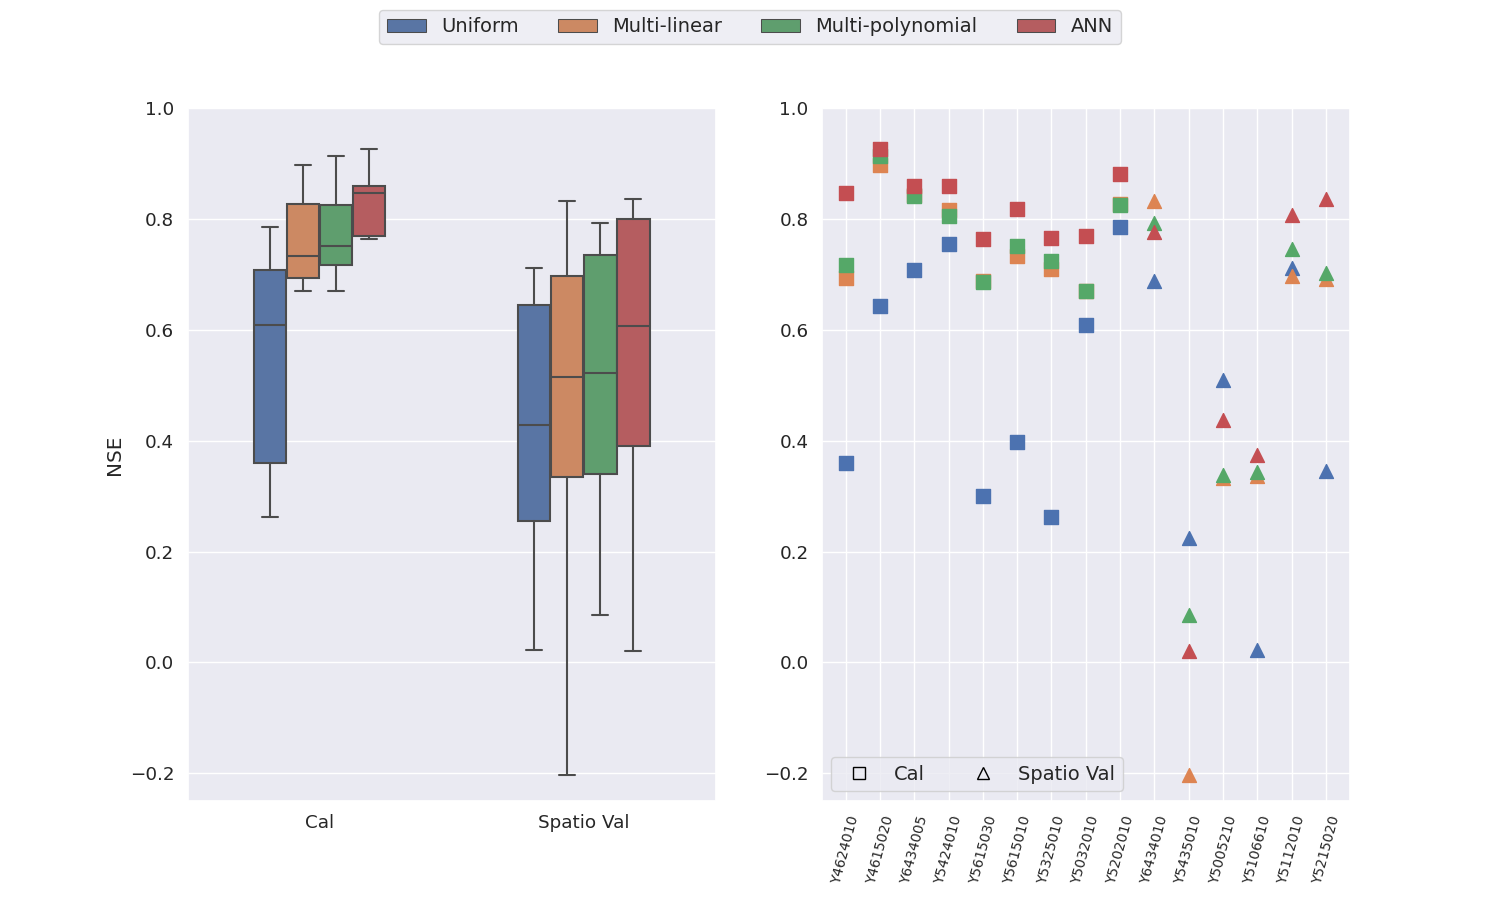 Uniform Multi-linear Multi-polynomial ANN
1.0
0.8
0.6
0.4
0.2
0.0
−0.2
NSE
Cal Spatio Val
1.0
0.8
0.6
0.4
0.2
0.0
−0.2
Cal Spatio Val
Y4624010
Y4615020
Y6434005
Y5424010
Y5615030
Y5615010
Y5325010
Y5032010
Y5202010
Y6434010
Y5435010
Y5005210
Y5106610
Y5112010
Y5215020